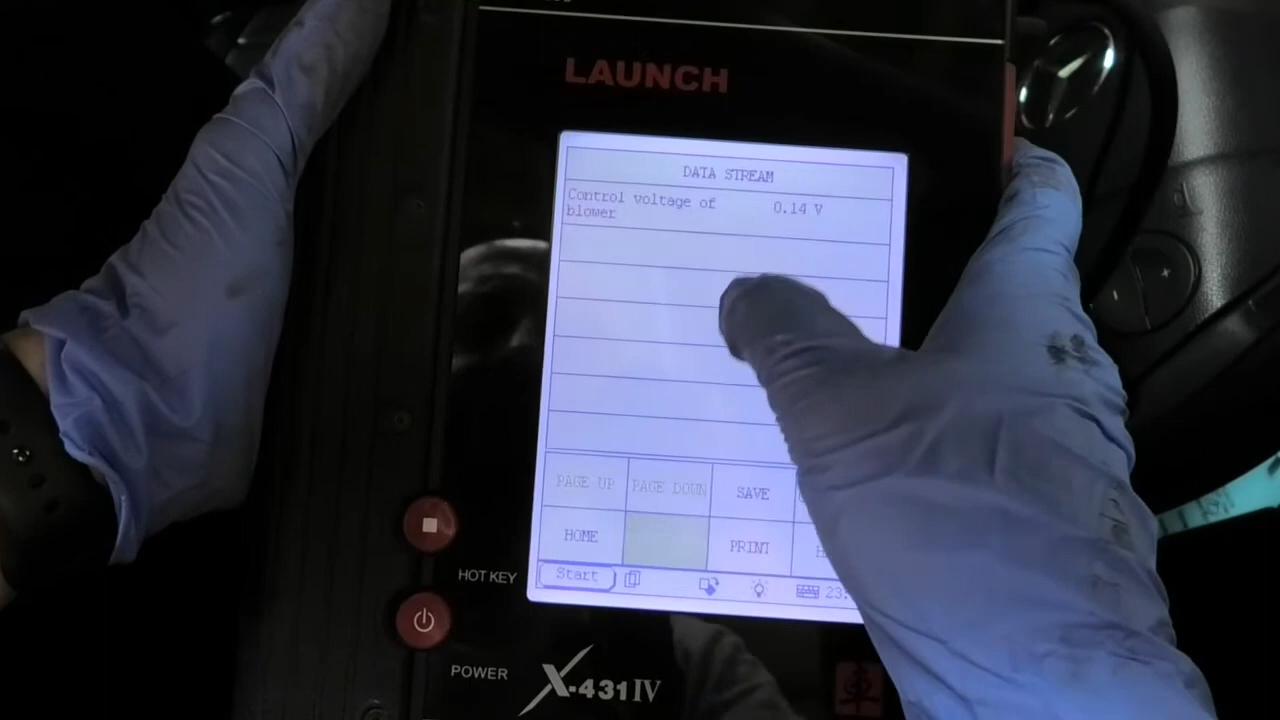 LAUNCH
DATA STREAM
Control voltage of
blower
0.14 V
PAGE UP
PAGE DOWN
SAVE
HOME
PRINT
Start
HOT KEY
POWER
X-431 IV